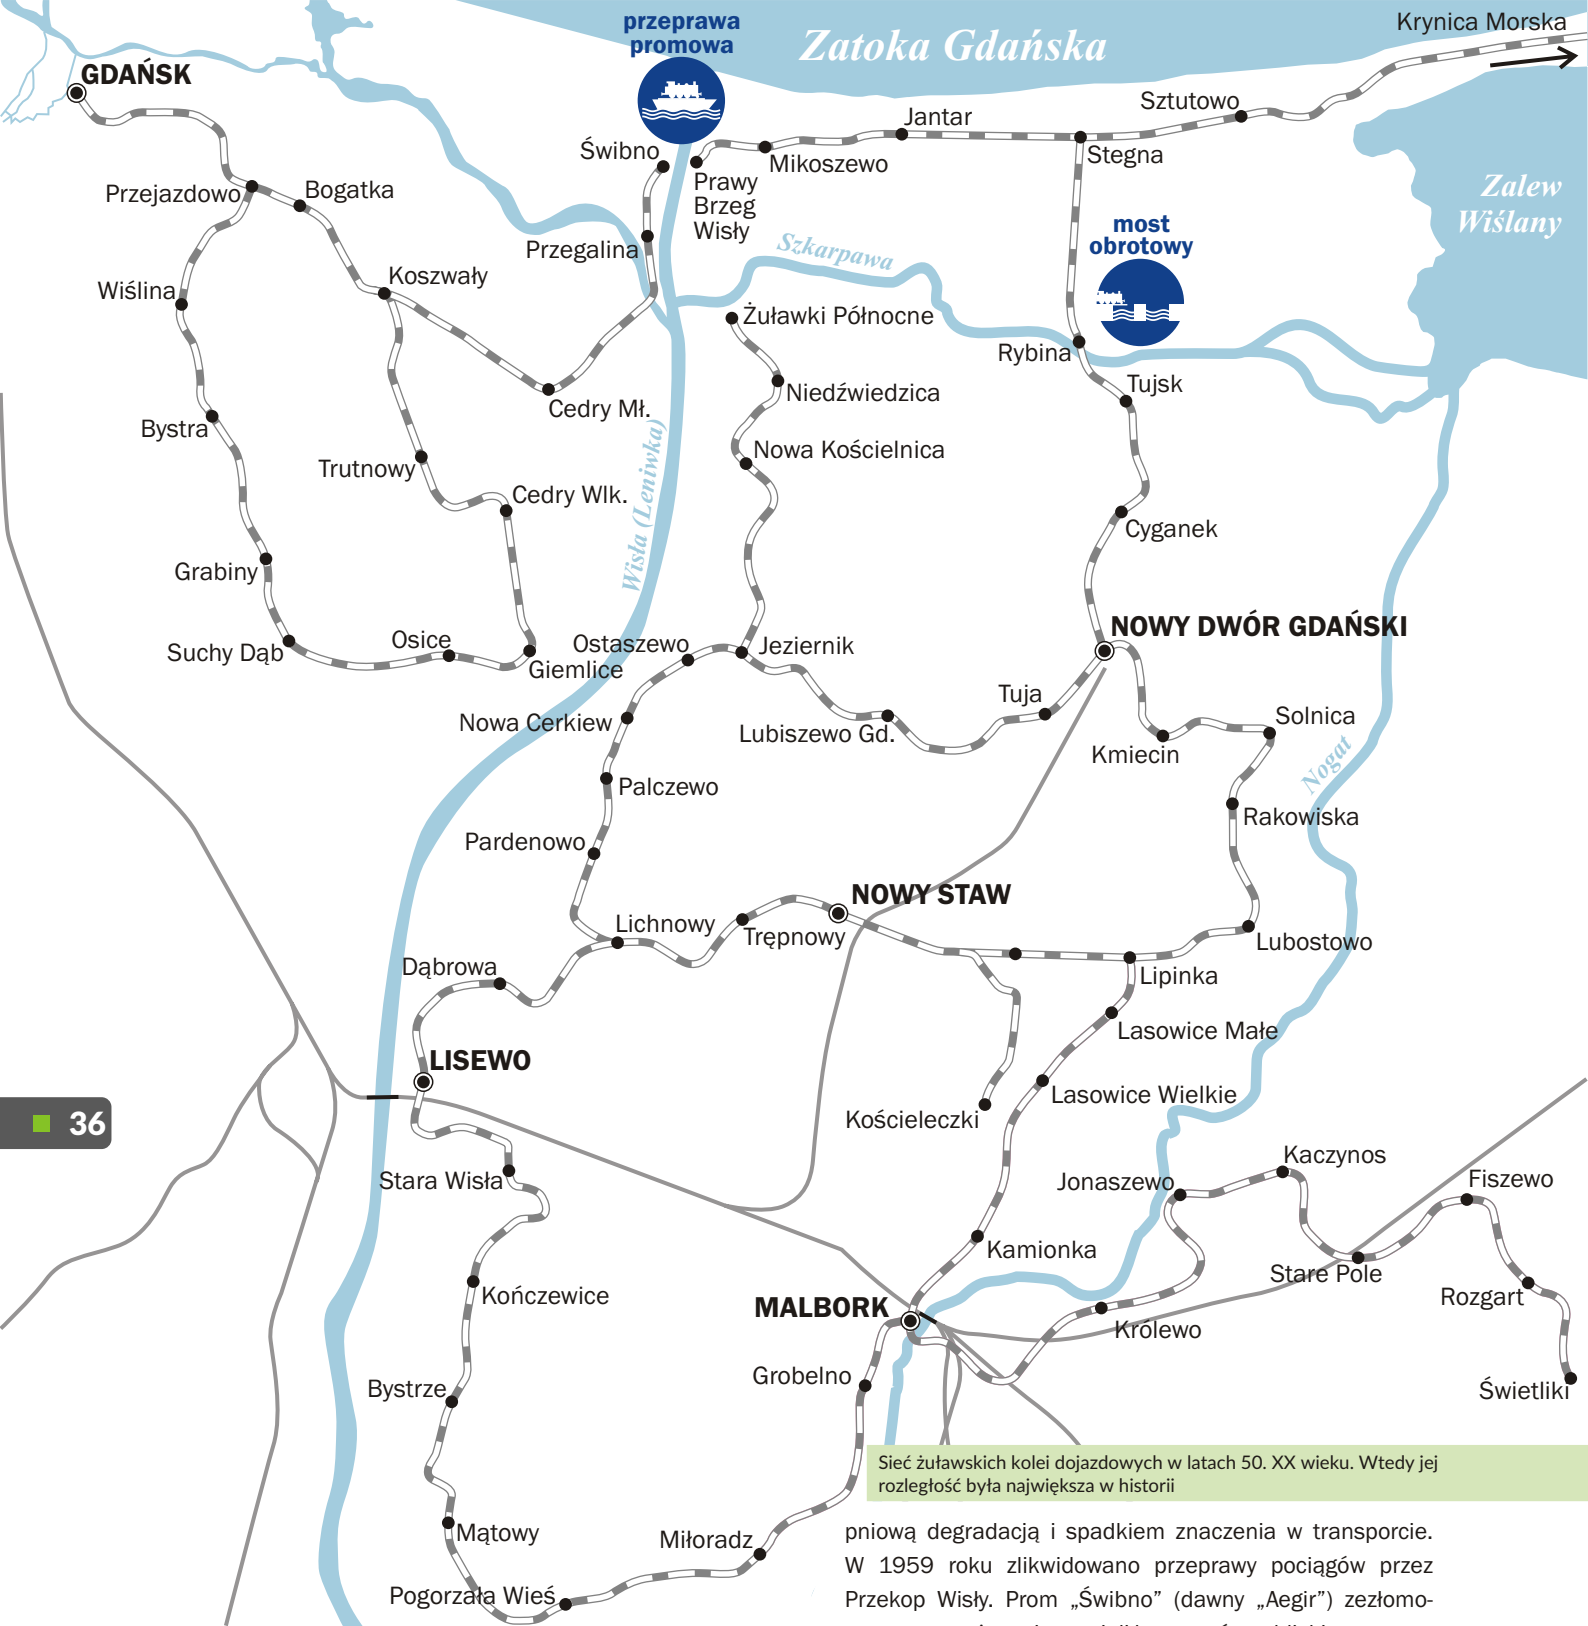 przeprawa
promowa
Zatoka Gdańska
Krynica Morska
GDAŃSK
Sztutowo
Jantar
Świbno
Mikoszewo
Stegna
Prawy
Brzeg
Wisły
Przejazdowo
Bogatka
Zalew
Wiślany
most
obrotowy
Przegalina
Szkarpawa
Koszwały
Wiślina
Żuławki Północne
Rybina
Tujsk
Niedźwiedzica
Cedry Mł.
Bystra
Nowa Kościelnica
Trutnowy
Cedry Wlk.
Wisła (Leniwka)
Cyganek
Grabiny
NOWY DWÓR GDAŃSKI
Suchy Dąb
Osice
Ostaszewo
Jeziernik
Giemlice
Tuja
Nowa Cerkiew
Lubiszewo Gd.
Solnica
Kmiecin
Nogat
Palczewo
Rakowiska
Pardenowo
NOWY STAW
Lichnowy
Trępnowy
Lubostowo
Dąbrowa
Lipinka
Lasowice Małe
LISEWO
Lasowice Wielkie
36
Kościeleczki
Kaczynos
Stara Wisła
Jonaszewo
Fiszewo
Kamionka
Stare Pole
Kończewice
Rozgart
MALBORK
Królewo
Grobelno
Bystrze
Świetliki
Sieć żuławskich kolei dojazdowych w latach 50. XX wieku. Wtedy jej
rozległość była największa w historii
Mątowy
Miłoradz
Pogorzała Wieś
pniową degradacją i spadkiem znaczenia w transporcie.
W 1959 roku zlikwidowano przeprawy pociągów przez
Przekop Wisły. Prom „Świbno” (dawny „Aegir”) zezłomo-